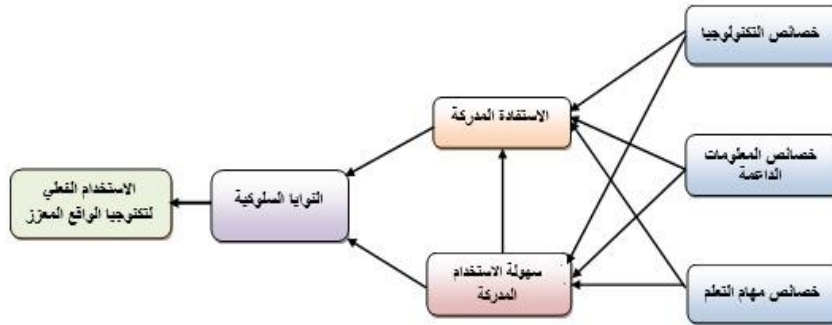 خصائص التكنولوجيا
الاستفادة المدركة
خصائص المعلومات
الداعمة
النوايا السلوكية
الاستخدام الفعلي
لتكنوجيا الواقع المعزز
سهولة الاستخدام
المدركة
خصائص مهام التعلم